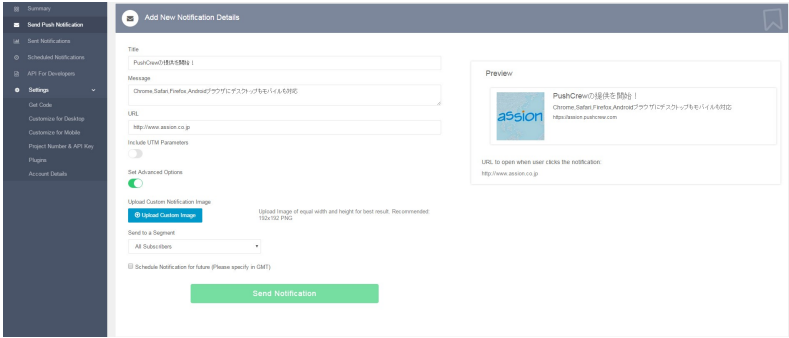 Summary
Send Push Notification
Sent Notifications
Scheduled Notifications
API For Developers
Settings
Get Code
Customize for Desktop
Customize for Mobile
Project Number & API Key
Plugins
Account Details
Add New Notification Details
Title
PushCrewの提供を開始！
Message
Chrome,Safari,Firefox,Androidブラウザにデスクトップもモバイルも対応
URL
http://www.assion.co.jp
Include UTM Parameters
Set Advanced Options
Upload Custom Notification Image
Upload Custom Image
Upload Image of equal width and height for best result. Recommended:
192x192 PNG
Send to a Segment
All Subscribers
Schedule Notification for future (Please specify in GMT)
Send Notification
Preview
assion
PushCrewの提供を開始！
Chrome,Safari,Firefox,Androidブラウザにデスクトップもモバイルも対応
https://assion.pushcrew.com
URL to open when user clicks the notification:
http://www.assion.co.jp